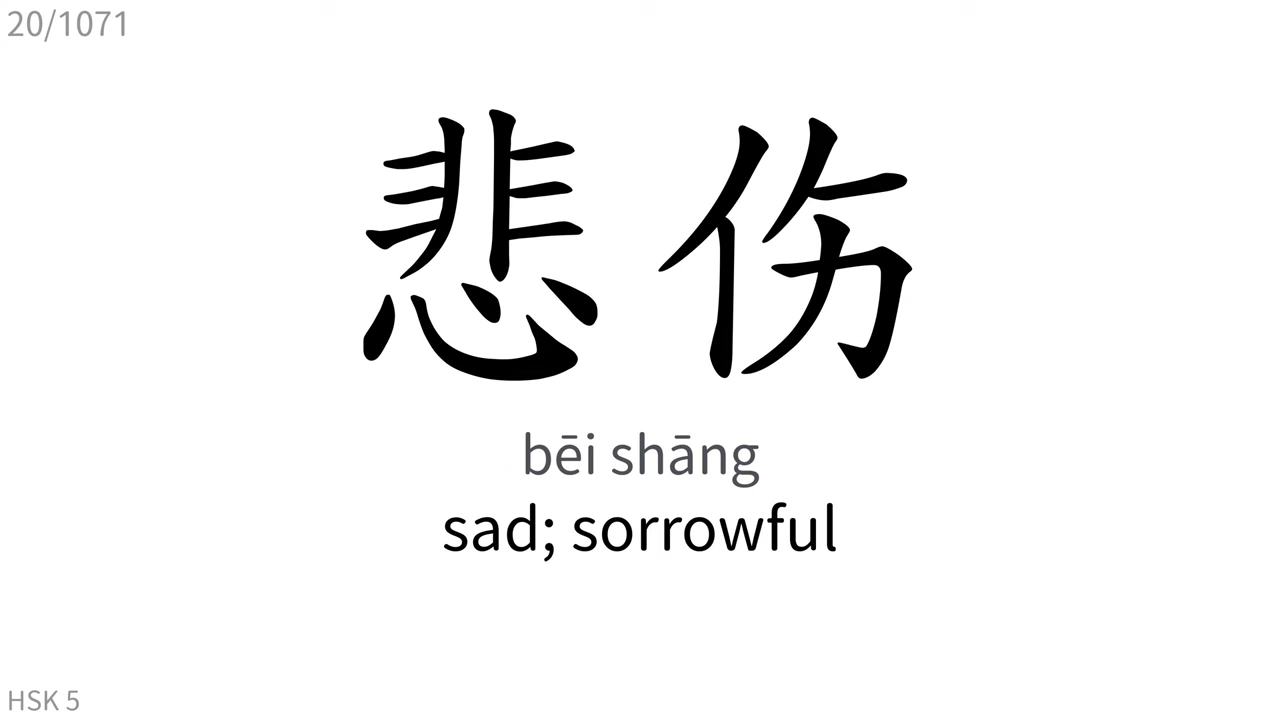 20/1071
悲伤
bēi shāng
sad; sorrowful
HSK 5